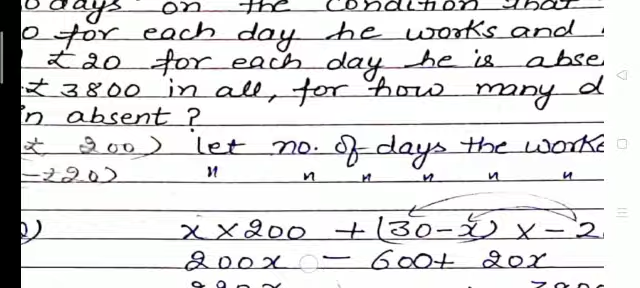 days on the condition that
for each day he works and
₹20 for each day he is abse
₹3800 in all, for how many d
n absent?
₹ 200) let no. of days the worke
-₹20) " " " " " "
) x×200 + (30-x) × -2
200x - 600+ 20x